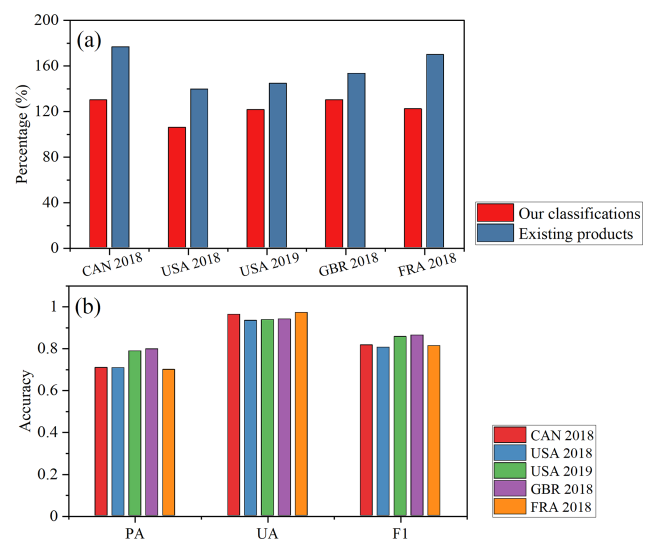 (a)
Percentage (%)
200
160
120
80
40
0
CAN 2018
USA 2018
USA 2019
GBR 2018
FRA 2018
Our classifications
Existing products
(b)
Accuracy
1
0.8
0.6
0.4
0.2
0
PA
UA
F1
CAN 2018
USA 2018
USA 2019
GBR 2018
FRA 2018